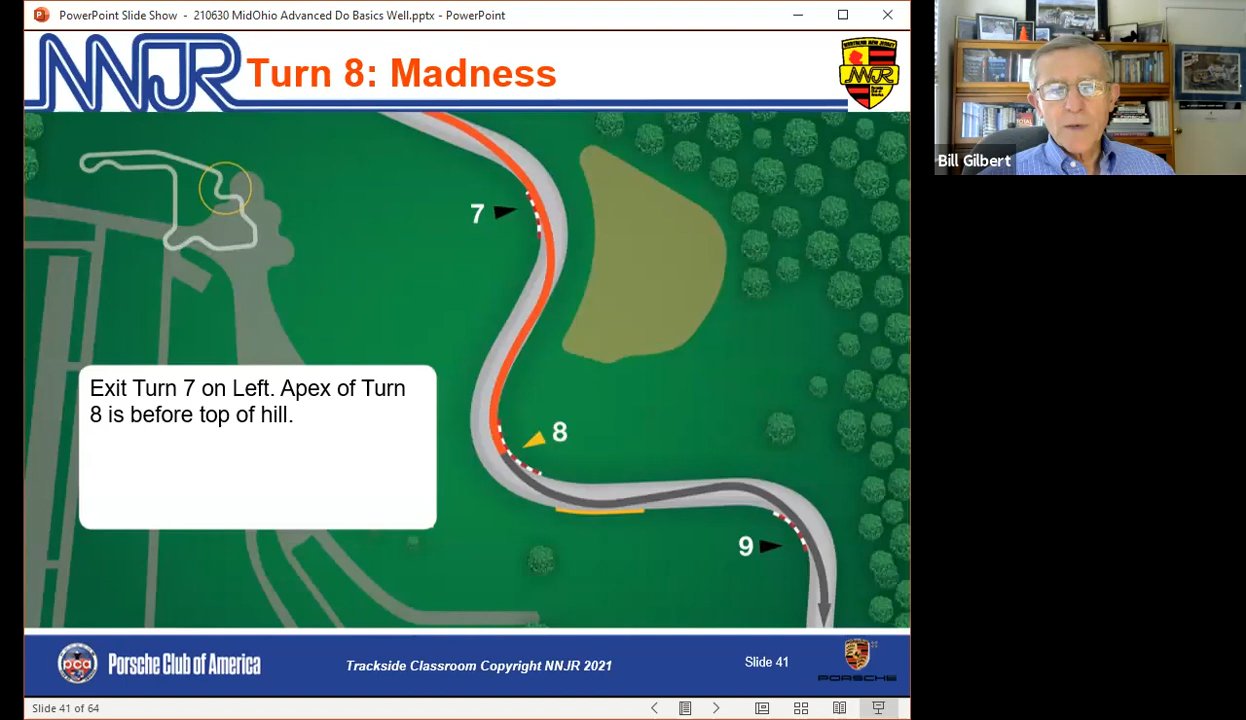 PowerPoint Slide Show - 210630 MidOhio Advanced Do Basics Well.pptx - PowerPoint
NNJR
Turn 8: Madness
NNJR
7
8
9
Exit Turn 7 on Left. Apex of Turn
8 is before top of hill.
pca
Porsche Club of America
Trackside Classroom Copyright NNJR 2021
Slide 41
PORSCHE
Slide 41 of 64
Bill Gilbert